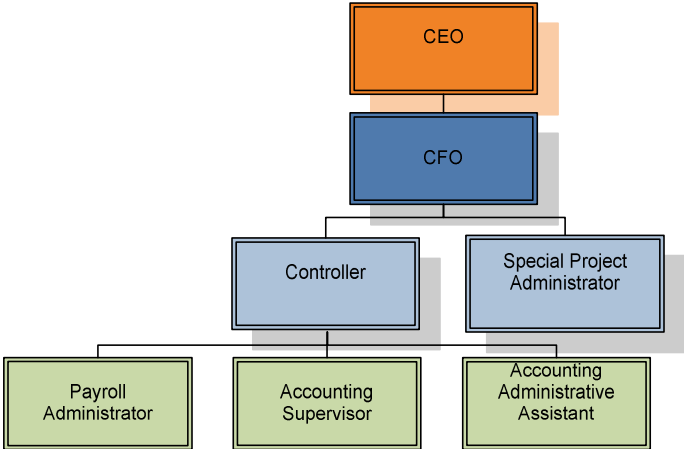 CEO
CFO
Controller
Special Project
Administrator
Payroll
Administrator
Accounting
Supervisor
Accounting
Administrative
Assistant